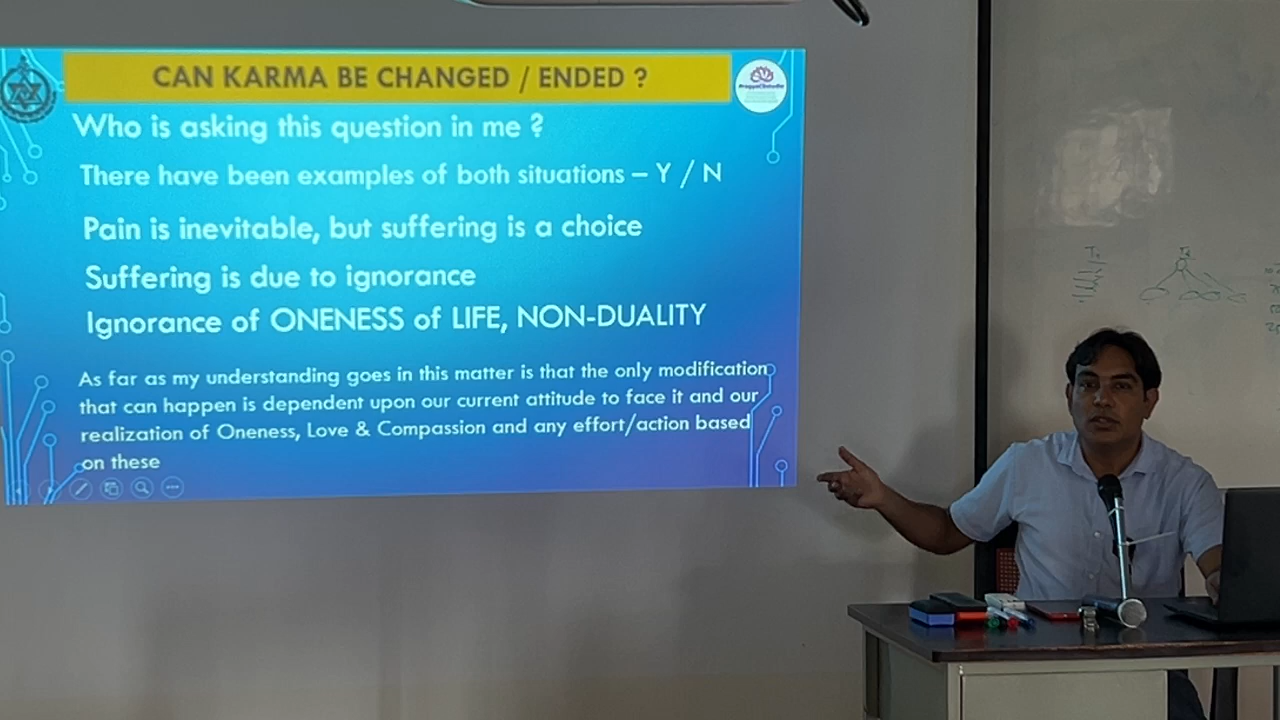 CAN KARMA BE CHANGED / ENDED ?
Who is asking this question in me ?
There have been examples of both situations – Y / N
Pain is inevitable, but suffering is a choice
Suffering is due to ignorance
Ignorance of ONENESS of LIFE, NON-DUALITY
As far as my understanding goes in this matter is that the only modification
that can happen is dependent upon our current attitude to face it and our
realization of Oneness, Love & Compassion and any effort/action based
on these